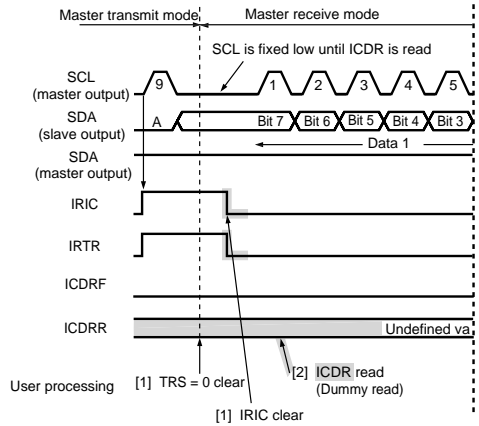 Master transmit mode Master receive mode
SCL is fixed low until ICDR is read
SCL
(master output)
9 1 2 3 4 5
SDA
(slave output)
A Bit 7 Bit 6 Bit 5 Bit 4 Bit 3
Data 1
SDA
(master output)
IRIC
IRTR
ICDRF
ICDRR
Undefined va
User processing
[1] TRS = 0 clear
[2] ICDR read
(Dummy read)
[1] IRIC clear